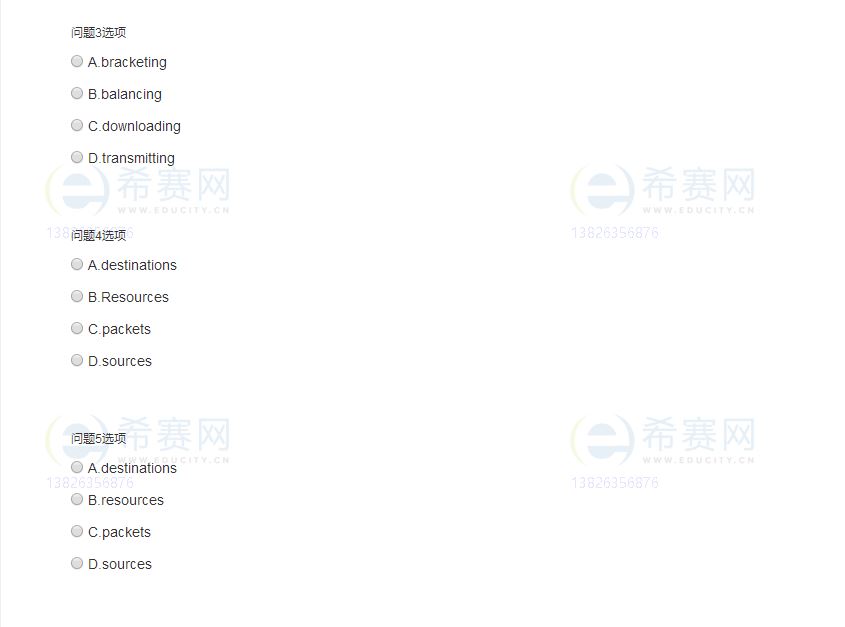 问题3选项
A.bracketing
B.balancing
C.downloading
D.transmitting
希赛网 希赛网
WWW.EDUCITY.CN WWW.EDUCITY.CN
13826356876 13826356876
问题4选项
A.destinations
B.Resources
C.packets
D.sources
希赛网 希赛网
问题5选项
WWW.EDUCITY.CN WWW.EDUCITY.CN
A.destinations
13826356876 13826356876
B.resources
C.packets
D.sources